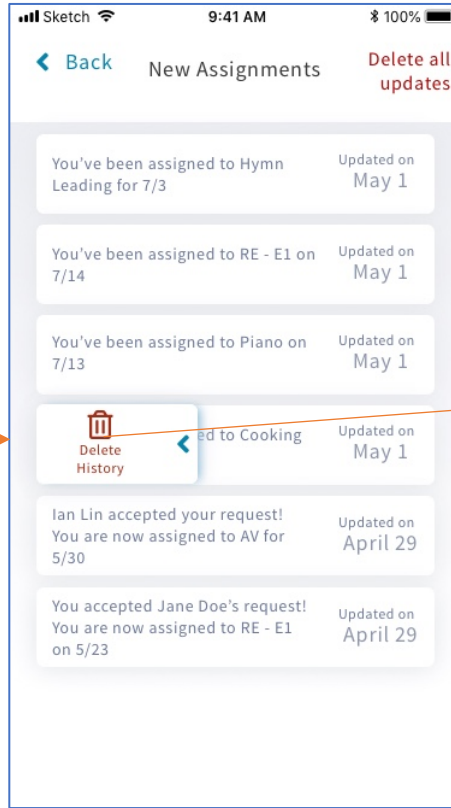 Sketch 9:41 AM 100%
Back New Assignments Delete all
updates
You've been assigned to Hymn
Leading for 7/3
Updated on
May 1
You've been assigned to RE - E1 on
7/14
Updated on
May 1
You've been assigned to Piano on
7/13
Updated on
May 1
Delete
History
ed to Cooking
Updated on
May 1
Ian Lin accepted your request!
You are now assigned to AV for
5/30
Updated on
April 29
You accepted Jane Doe's request!
You are now assigned to RE - E1
on 5/23
Updated on
April 29